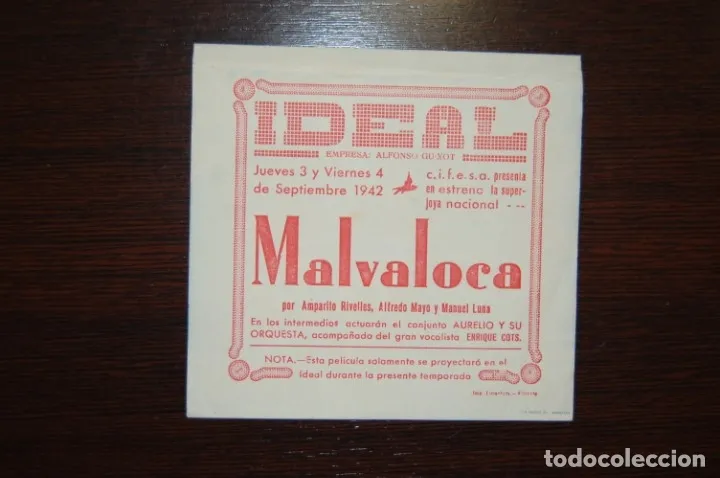 IDEAL
EMPRESA: ALFONSO GUIXOT
Jueves 3 y Viernes 4
de Septiembre 1942
c.i.f.e.s.a. presenta
en estreno la super-
joya nacional - --
Malvaloca
por Amparito Rivelles, Alfredo Mayo y Manuel Luna
En los intermedios actuarán el conjunto AURELIO Y SU
ORQUESTA, acompañado del gran vocalista ENRIQUE COTS.
NOTA.—Esta película solamente se proyectará en el
Ideal durante la presente temporada
Imp.
todocoleccion